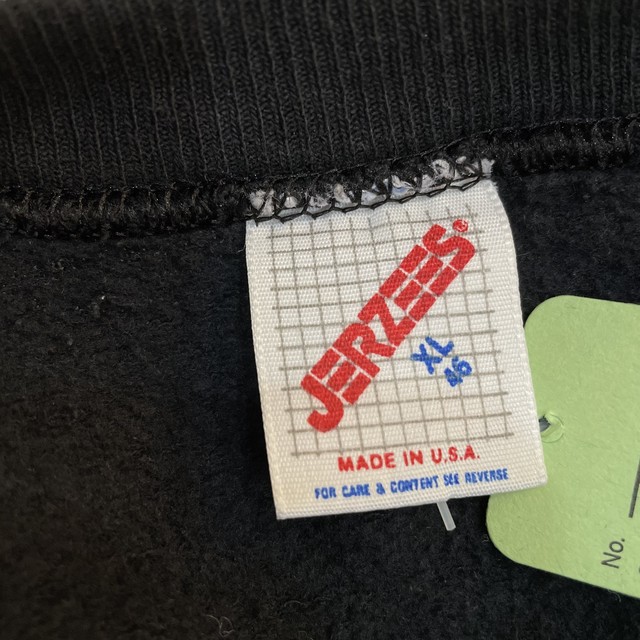 JERZEES®
XL
46
MADE IN U.S.A.
FOR CARE & CONTENT SEE REVERSE
No.